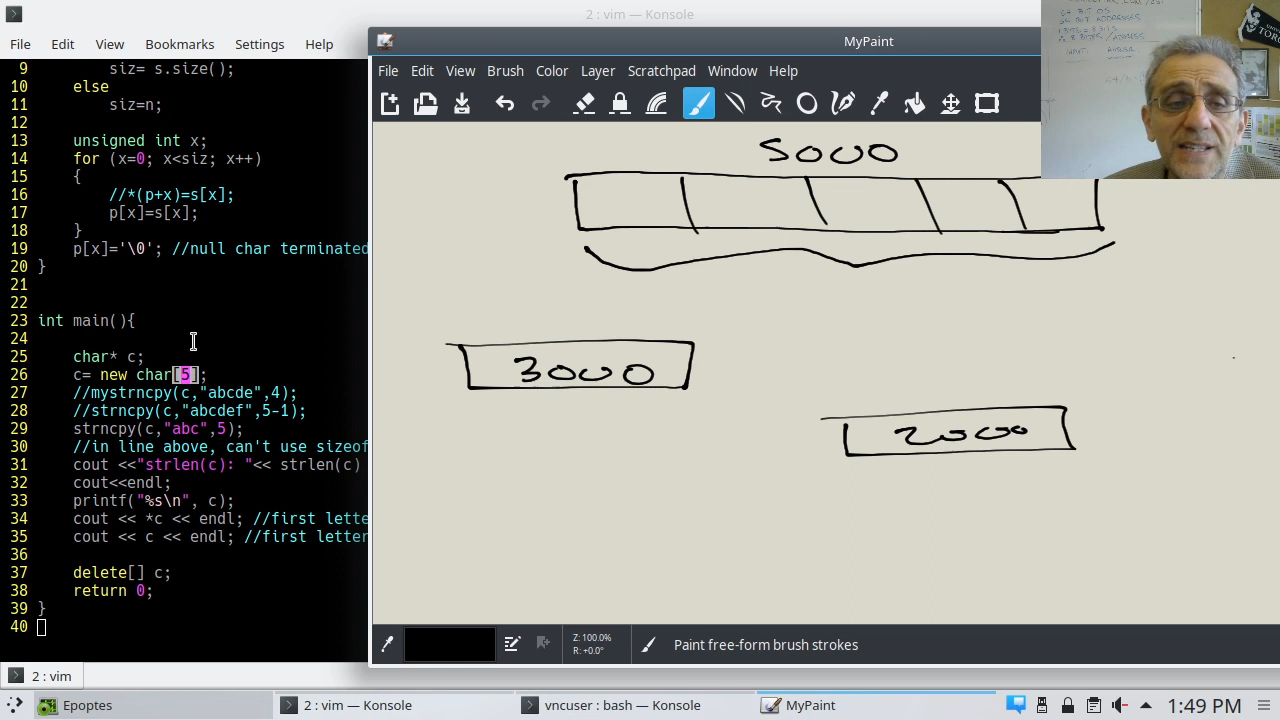 2 : vim — Konsole
File Edit View Bookmarks Settings Help
9 siz= s.size();
10 else
11 siz=n;
12
13 unsigned int x;
14 for (x=0; x<siz; x++)
15 {
16 //*(p+x)=s[x];
17 p[x]=s[x];
18 }
19 p[x]='\0'; //null char terminated
20 }
21
22
23 int main(){
24
25 char* c;
26 c= new char[5];
27 //mystrncpy(c,"abcde",4);
28 //strncpy(c,"abcdef",5-1);
29 strncpy(c,"abc",5);
30 //in line above, can't use sizeof
31 cout <<"strlen(c): "<< strlen(c)
32 cout<<endl;
33 printf("%s\n", c);
34 cout << *c << endl; //first lette
35 cout << c << endl; //first letter
36
37 delete[] c;
38 return 0;
39 }
40
2 : vim
MyPaint
File Edit View Brush Color Layer Scratchpad Window Help
5000
3000
2000
Z: 100.0%
R: +0.0°
Paint free-form brush strokes
Epoptes
2 : vim — Konsole
vncuser : bash — Konsole
MyPaint
1:49 PM